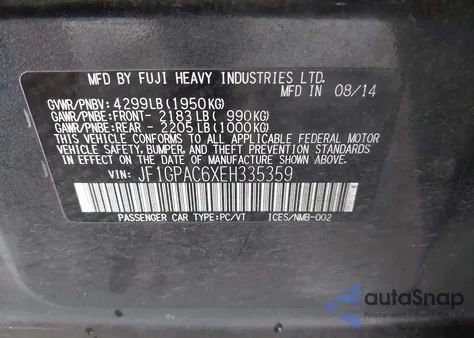 MFD BY FUJI HEAVY INDUSTRIES LTD.
MFD IN 08/14
GVWR/PNBV: 4299LB(1950KG)
GAWR/PNBE:FRONT- 2183LB( 990KG)
GAWR/PNBE:REAR - 2205LB(1000KG)
THIS VEHICLE CONFORMS TO ALL APPLICABLE FEDERAL MOTOR
VEHICLE SAFETY, BUMPER, AND THEFT PREVENTION STANDARDS
IN EFFECT ON THE DATE OF MANUFACTURE SHOWN ABOVE.
VIN: JF1GPAC6XEH335359
PASSENGER CAR TYPE:PC/VT ICES/NMB-002
autoSnap